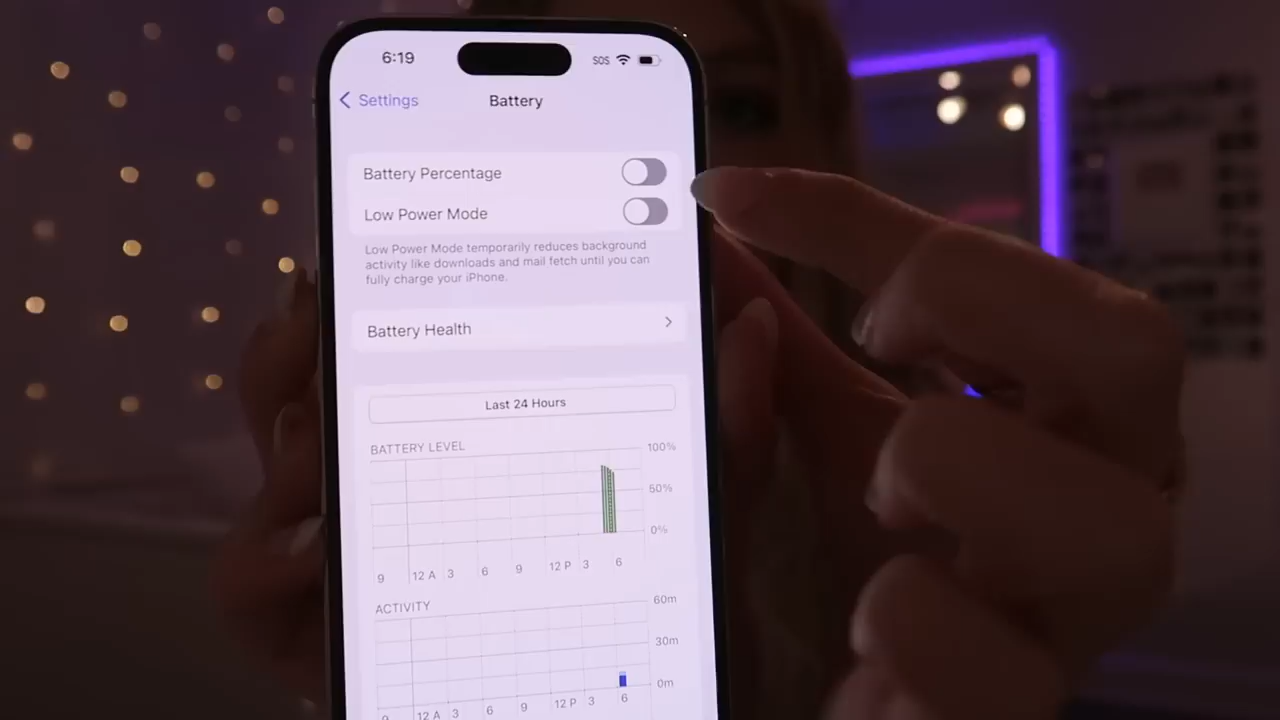 6:19
SOS
Settings
Battery
Battery Percentage
Low Power Mode
Low Power Mode temporarily reduces background
activity like downloads and mail fetch until you can
fully charge your iPhone.
Battery Health
Last 24 Hours
BATTERY LEVEL
100%
50%
0%
9 12 A 3 6 9 12 P 3 6
ACTIVITY
60m
30m
0m
9 12 A 3 6 9 12 P 3 6